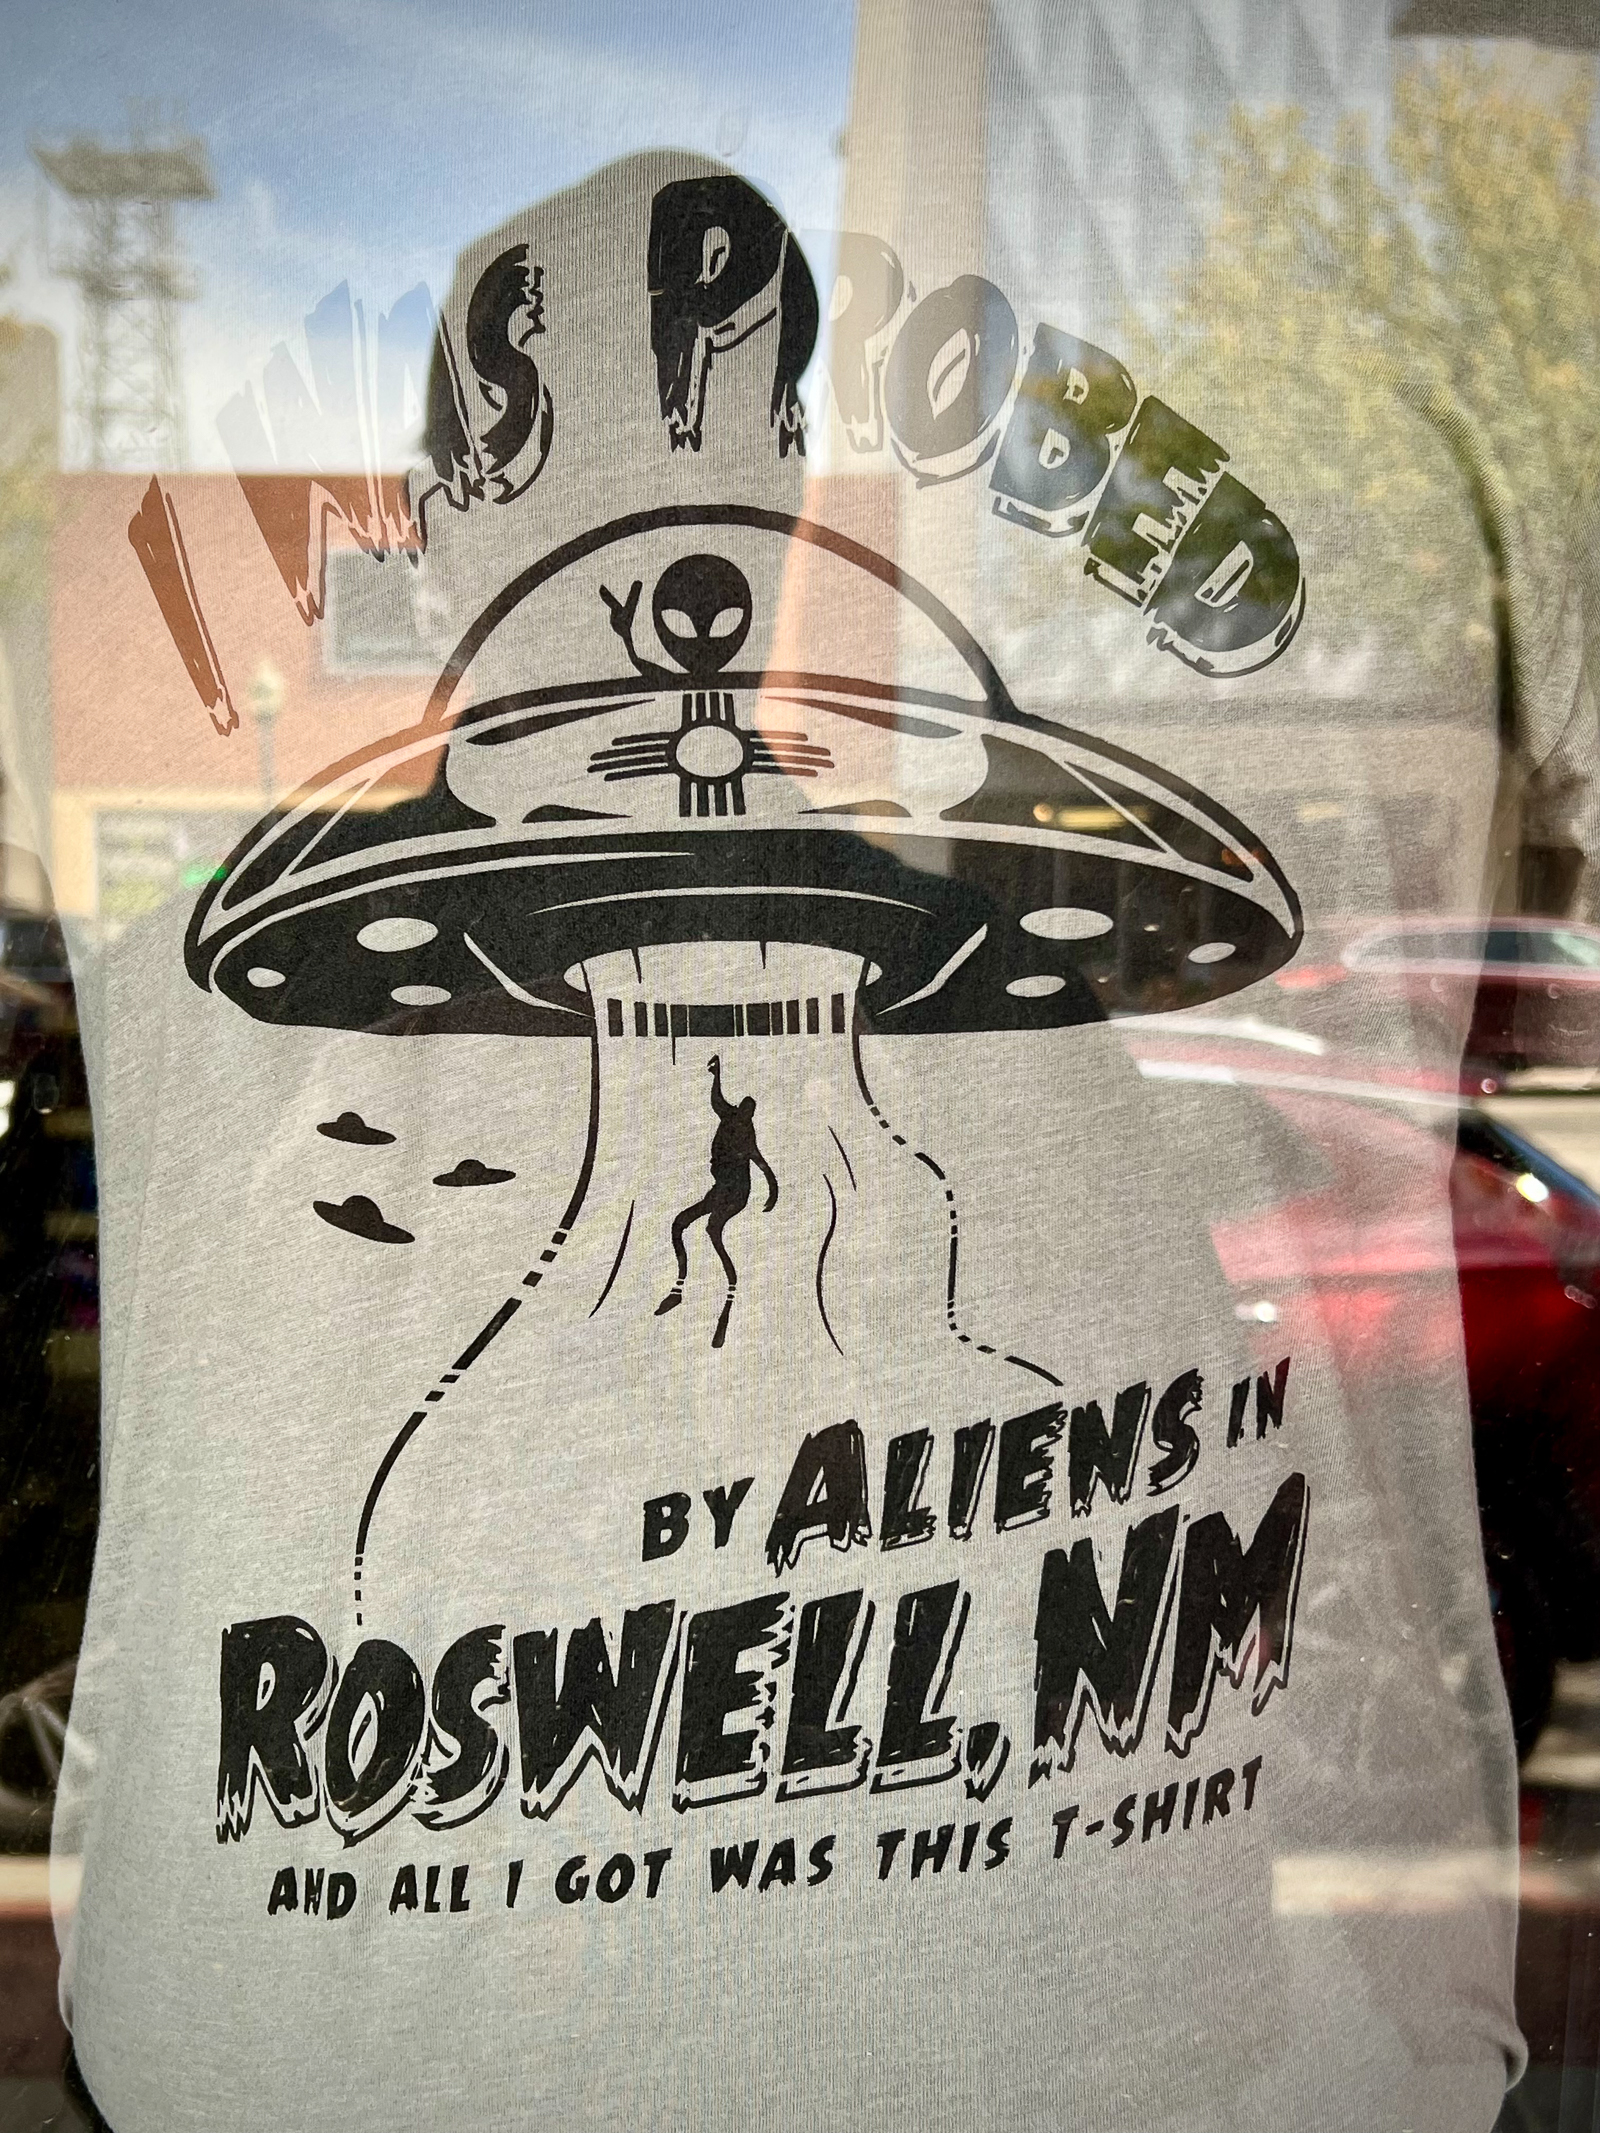 I WAS PROBED
BY ALIENS IN
ROSWELL, NM
AND ALL I GOT WAS THIS T-SHIRT